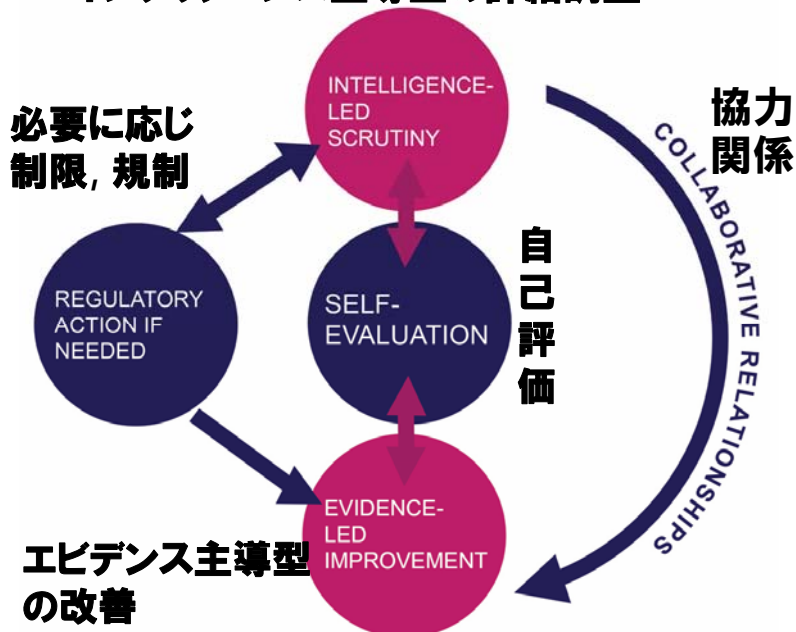 INTELLIGENCE-
LED
SCRUTINY
必要に応じ
制限, 規制
協力
関係
COLLABORATIVE RELATIONSHIPS
REGULATORY
ACTION IF
NEEDED
SELF-
EVALUATION
自己評価
EVIDENCE-
LED
IMPROVEMENT
エビデンス主導型
の改善